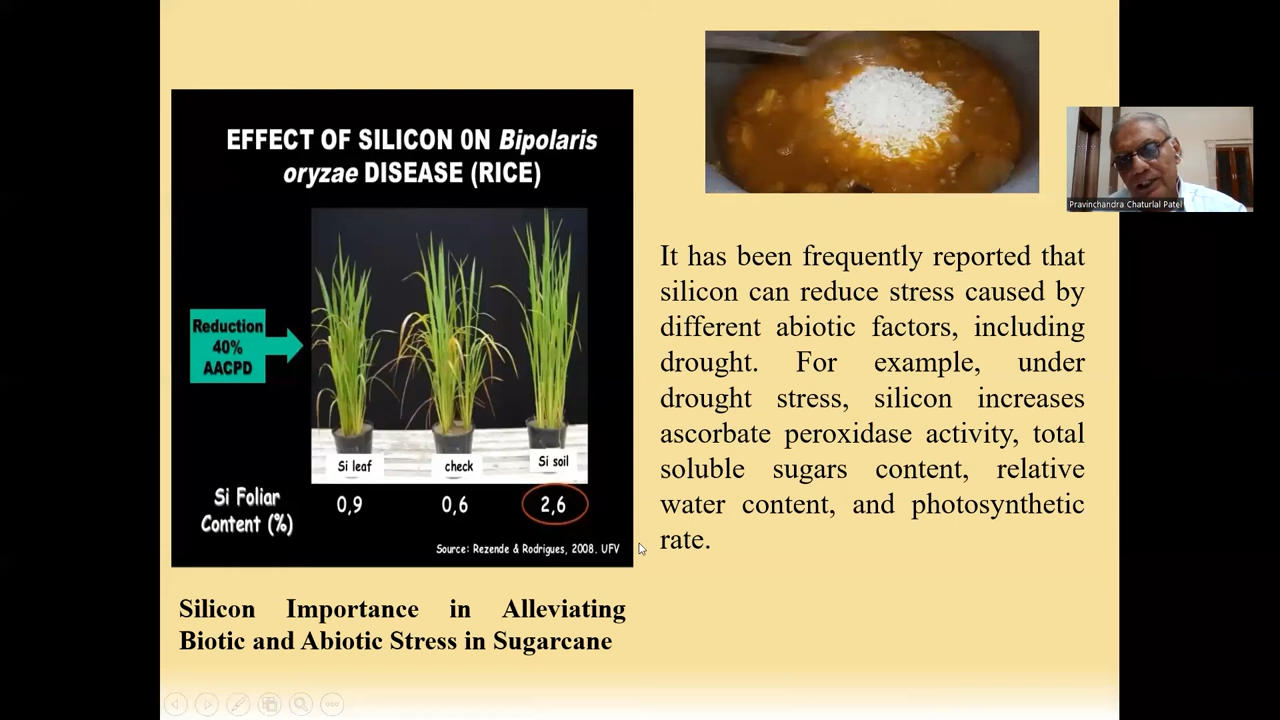 EFFECT OF SILICON 0N Bipolaris
oryzae DISEASE (RICE)
Reduction
40%
AACPD
Si leaf
check
Si soil
Si Foliar
Content (%)
0,9
0,6
2,6
Source: Rezende & Rodrigues, 2008. UFV
Silicon Importance in Alleviating
Biotic and Abiotic Stress in Sugarcane
It has been frequently reported that
silicon can reduce stress caused by
different abiotic factors, including
drought. For example, under
drought stress, silicon increases
ascorbate peroxidase activity, total
soluble sugars content, relative
water content, and photosynthetic
rate.
Pravinchandra Chaturlal Patel